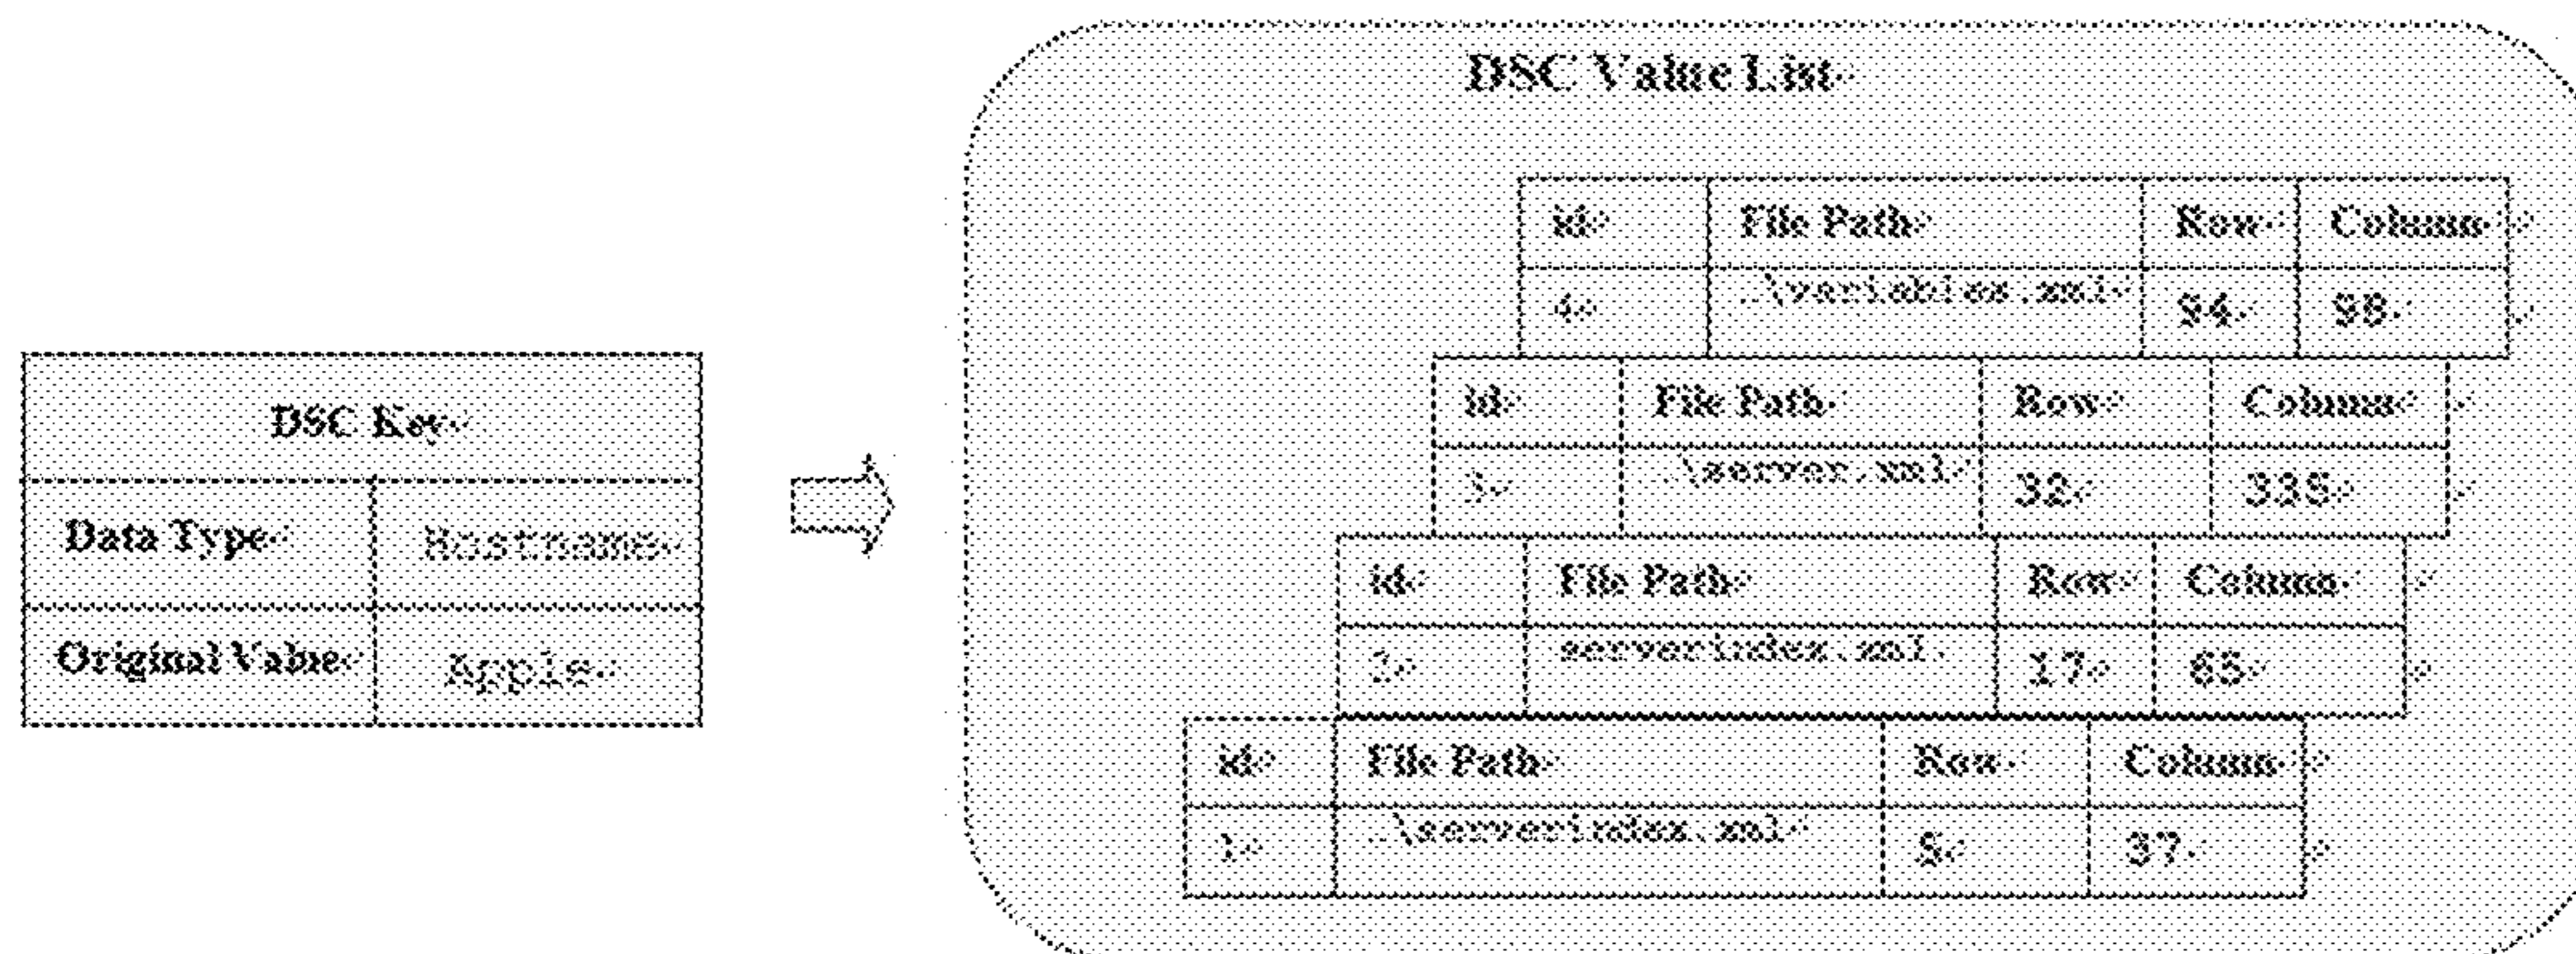 DSC Value List
id File Path Row Column
4 ..\variables.xml 94 98
DSC Key
Data Type Hostname
Original Value Apple
id File Path Row Column
3 ..\server.xml 32
id File Path Row Column
2 serverindex.xml 17 65
id File Path Row Column
1 ..\serverindex.xml 5 37